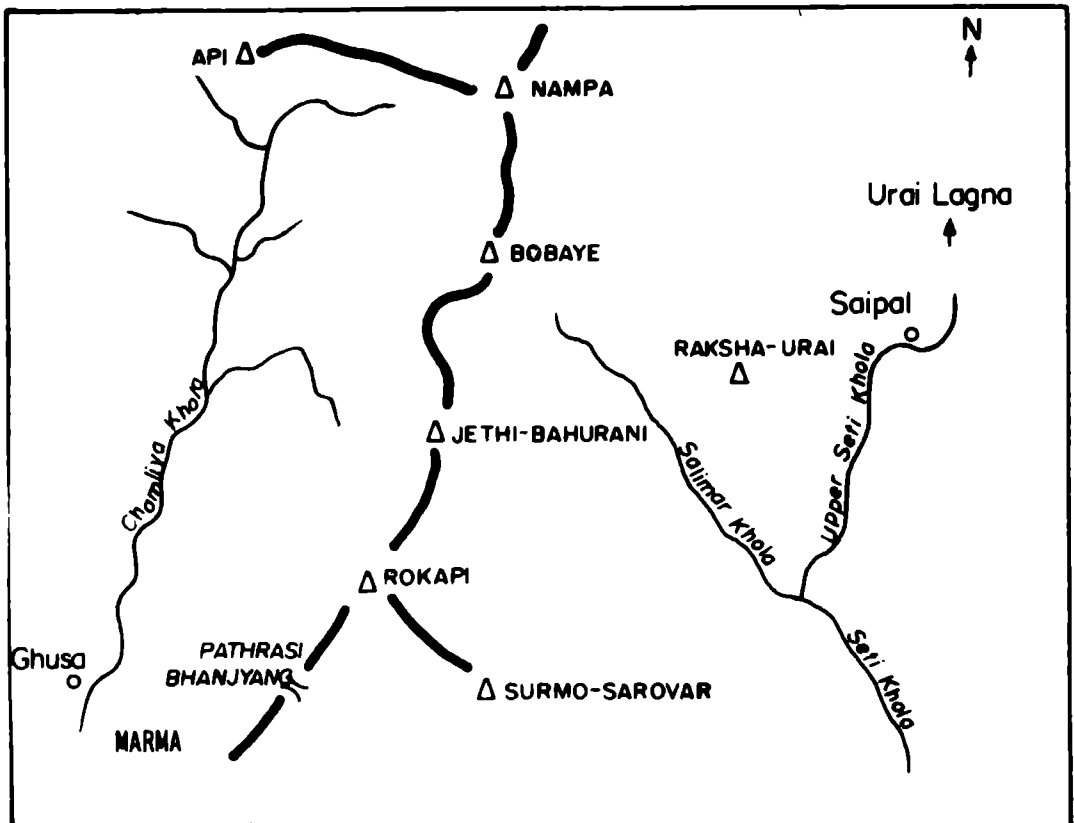 N
API
NAMPA
Urai Lagna
BOBAYE
Saipal
RAKSHA-URAI
Chamliya Khola
JETHI-BAHURANI
Upper Seti Khola
Salimar Khola
ROKAPI
PATHRASI
BHANJYANG
Ghusa
SURMO-SAROVAR
Seti Khola
MARMA